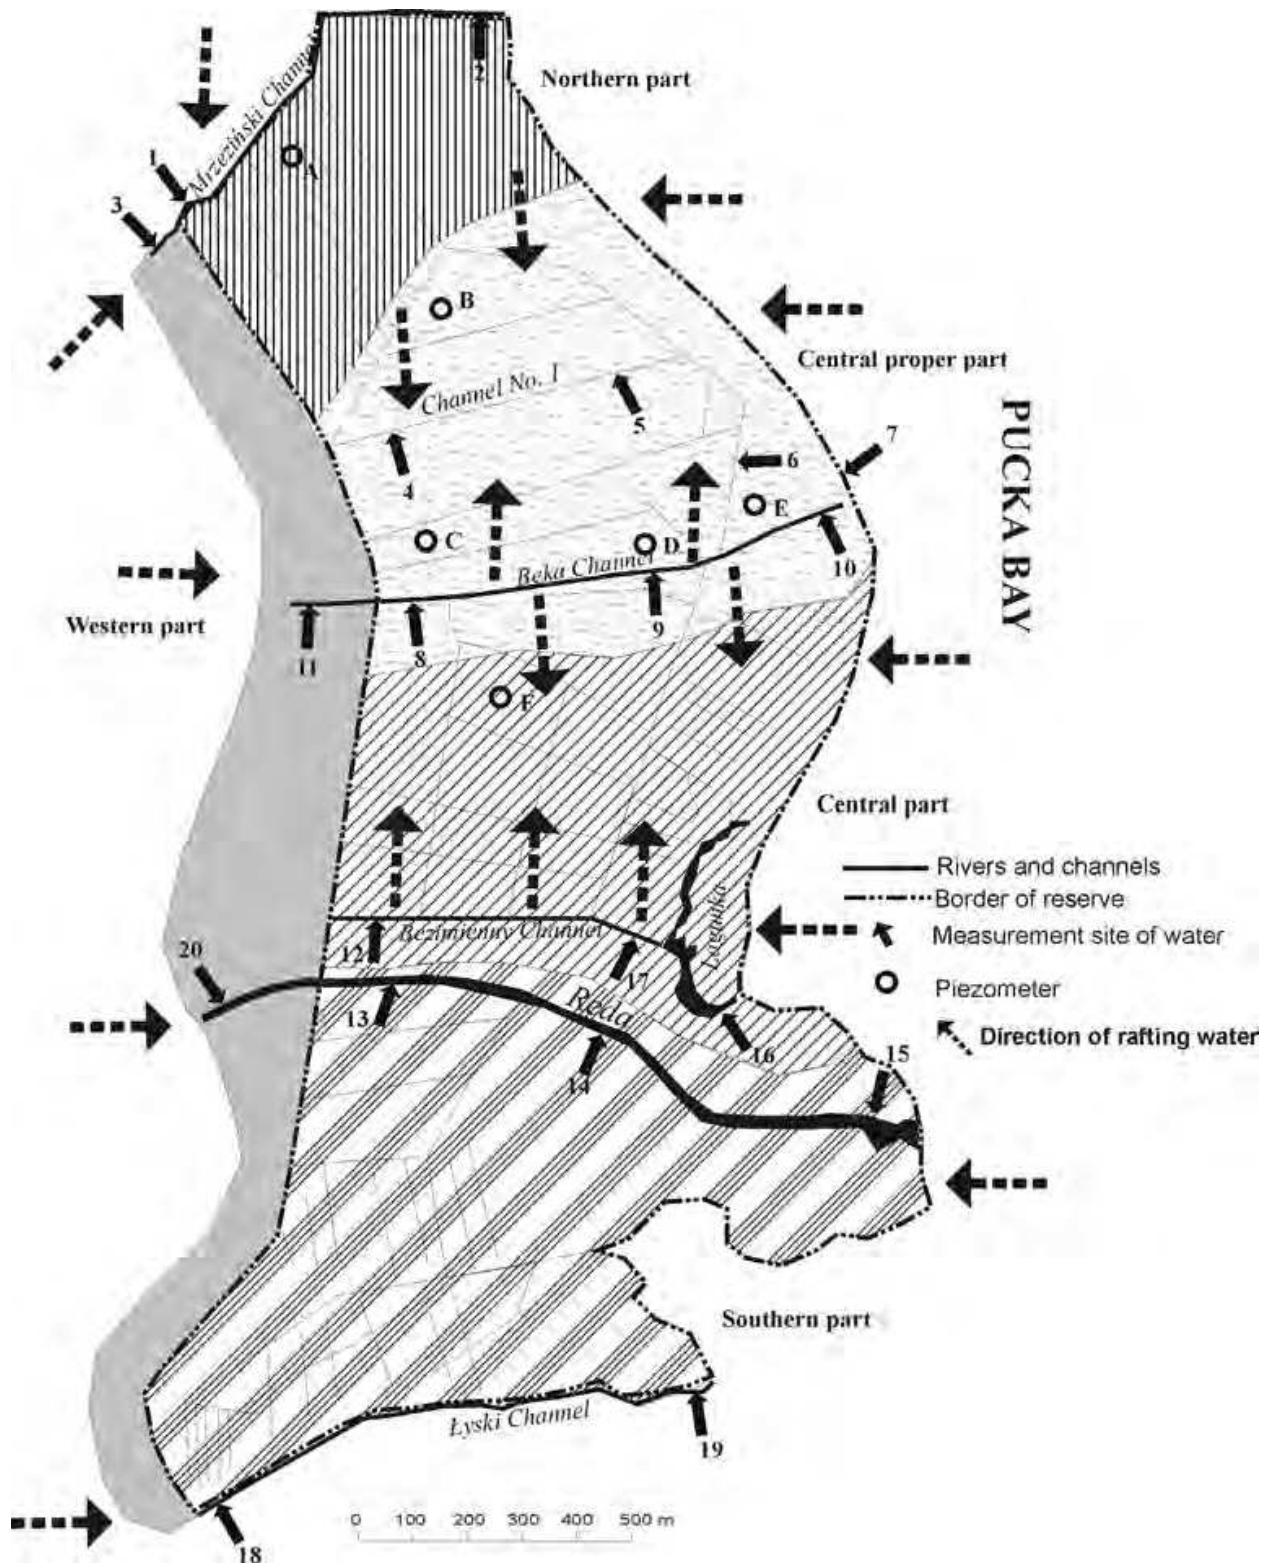 2
Northern part
Mrzeziński Channel
1
A
3
B
Central proper part
Channel No. 1
5
7
PUCKA BAY
6
4
E
C
D
Beka Channel
10
Western part
9
11
8
F
Central part
Rivers and channels
Border of reserve
Bezimienny Channel
Lagunka
Measurement site of water
12
20
17
Piezometer
Reda
13
16
Direction of rafting water
15
14
Southern part
Łyski Channel
19
0 100 200 300 500 m
18